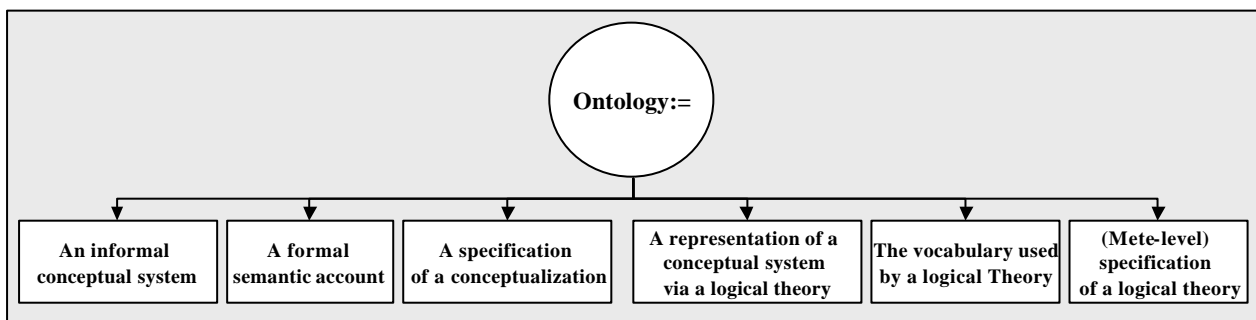 Ontology:=
An informal
conceptual system
A formal
semantic account
A specification
of a conceptualization
A representation of a
conceptual system
via a logical theory
The vocabulary used
by a logical Theory
(Mete-level)
specification
of a logical theory